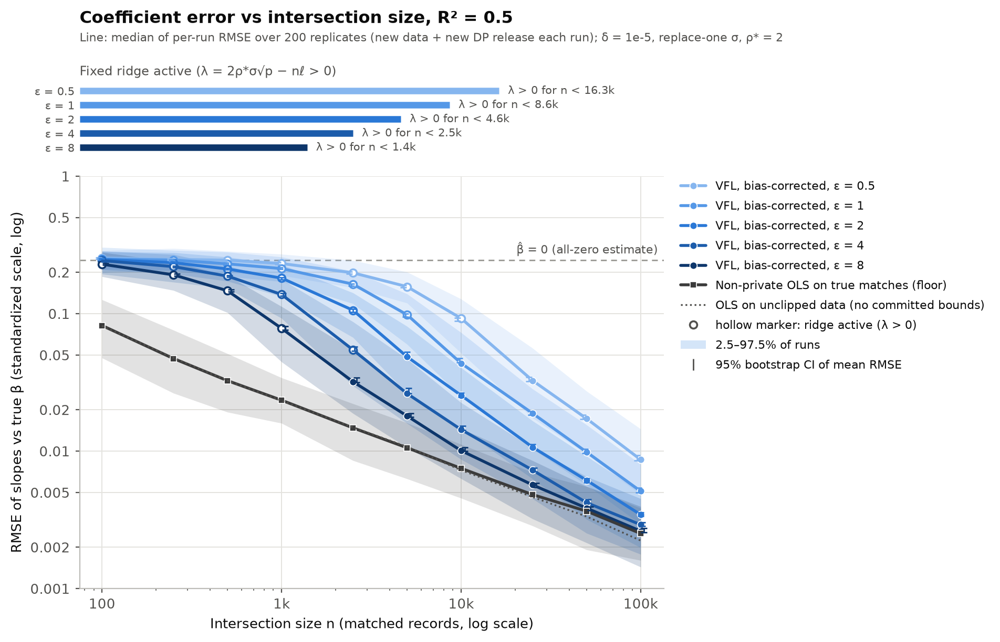 Coefficient error vs intersection size, R² = 0.5
Line: median of per-run RMSE over 200 replicates (new data + new DP release each run); δ = 1e-5, replace-one σ, ρ* = 2
Fixed ridge active (λ = 2ρ*σ√p − nℓ > 0)
ε = 0.5
λ > 0 for n < 16.3k
ε = 1
λ > 0 for n < 8.6k
ε = 2
λ > 0 for n < 4.6k
ε = 4
λ > 0 for n < 2.5k
ε = 8
λ > 0 for n < 1.4k
RMSE of slopes vs true β (standardized scale, log)
1
0.5
0.2
0.1
0.05
0.02
0.01
0.005
0.002
0.001
β̂ = 0 (all-zero estimate)
100
1k
10k
100k
Intersection size n (matched records, log scale)
VFL, bias-corrected, ε = 0.5
VFL, bias-corrected, ε = 1
VFL, bias-corrected, ε = 2
VFL, bias-corrected, ε = 4
VFL, bias-corrected, ε = 8
Non-private OLS on true matches (floor)
OLS on unclipped data (no committed bounds)
hollow marker: ridge active (λ > 0)
2.5–97.5% of runs
95% bootstrap CI of mean RMSE